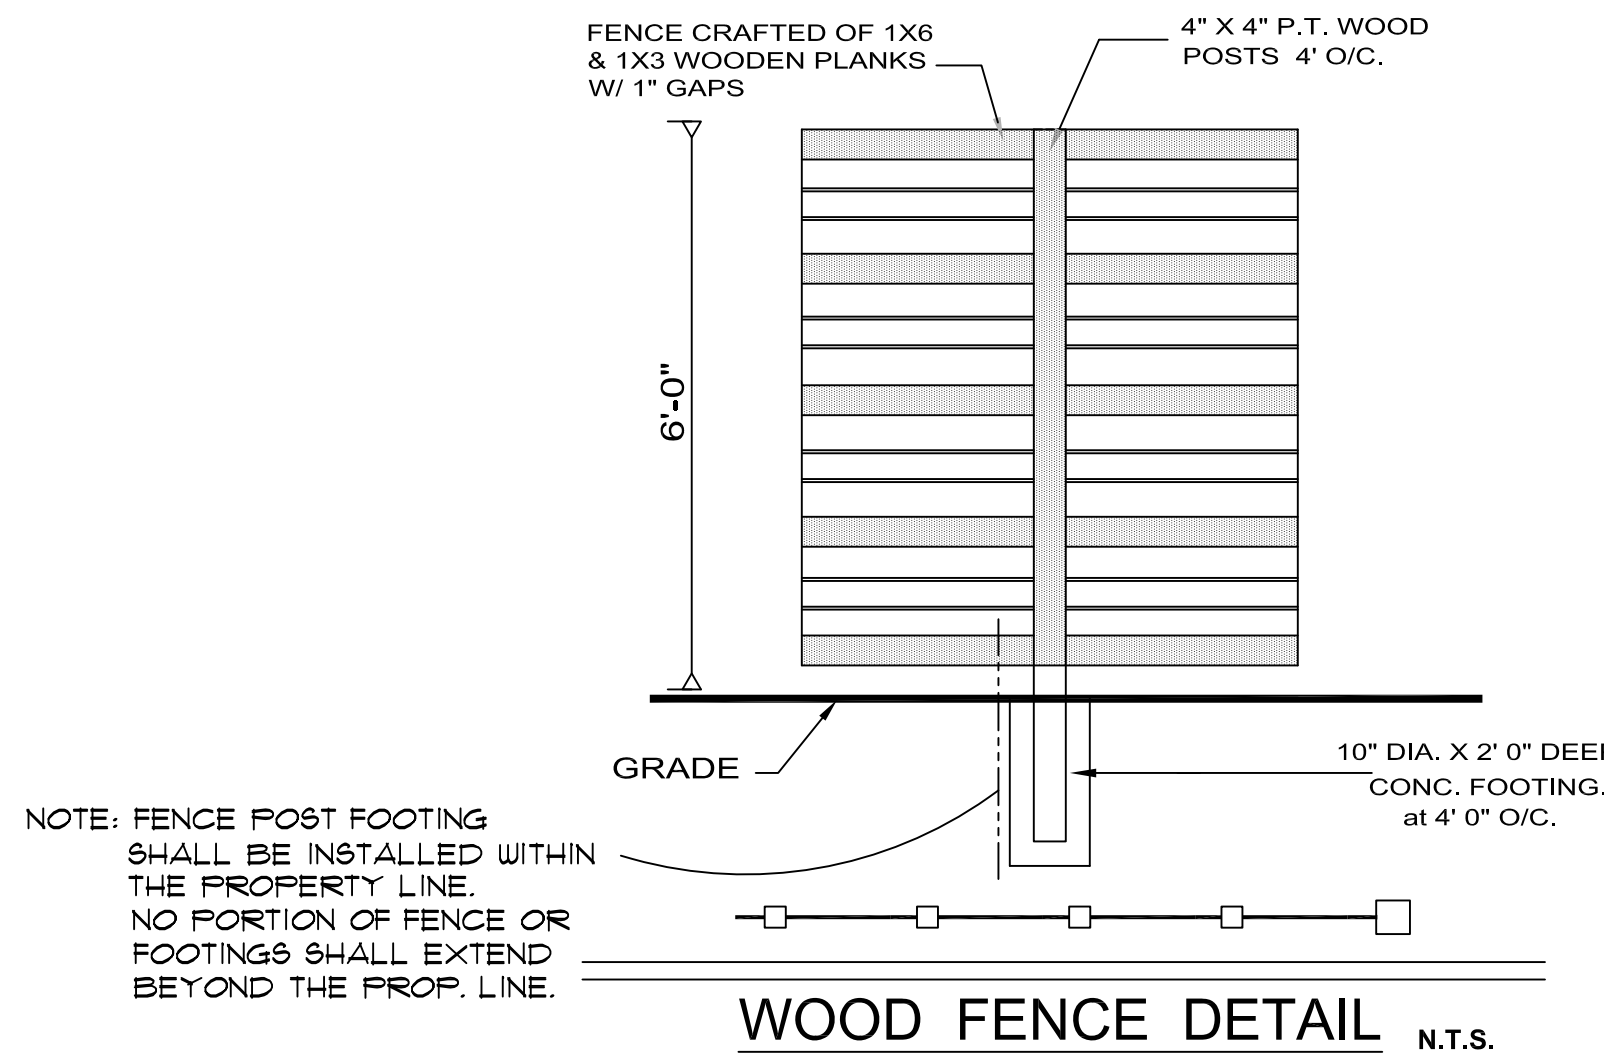 FENCE CRAFTED OF 1X6
& 1X3 WOODEN PLANKS
W/ 1" GAPS
4" X 4" P.T. WOOD
POSTS 4' O/C.
6'-0"
GRADE
10" DIA. X 2' 0" DEE
CONC. FOOTING.
at 4' 0" O/C.
NOTE: FENCE POST FOOTING
SHALL BE INSTALLED WITHIN
THE PROPERTY LINE.
NO PORTION OF FENCE OR
FOOTINGS SHALL EXTEND
BEYOND THE PROP. LINE.
WOOD FENCE DETAIL N.T.S.